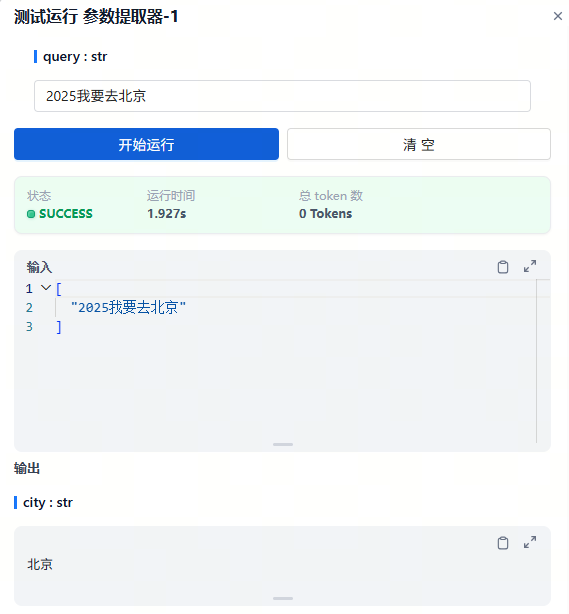 测试运行 参数提取器-1
query : str
2025我要去北京
开始运行
清 空
状态 运行时间 总 token 数
SUCCESS 1.927s 0 Tokens
输入
1 [
2 "2025我要去北京"
3 ]
输出
city : str
北京